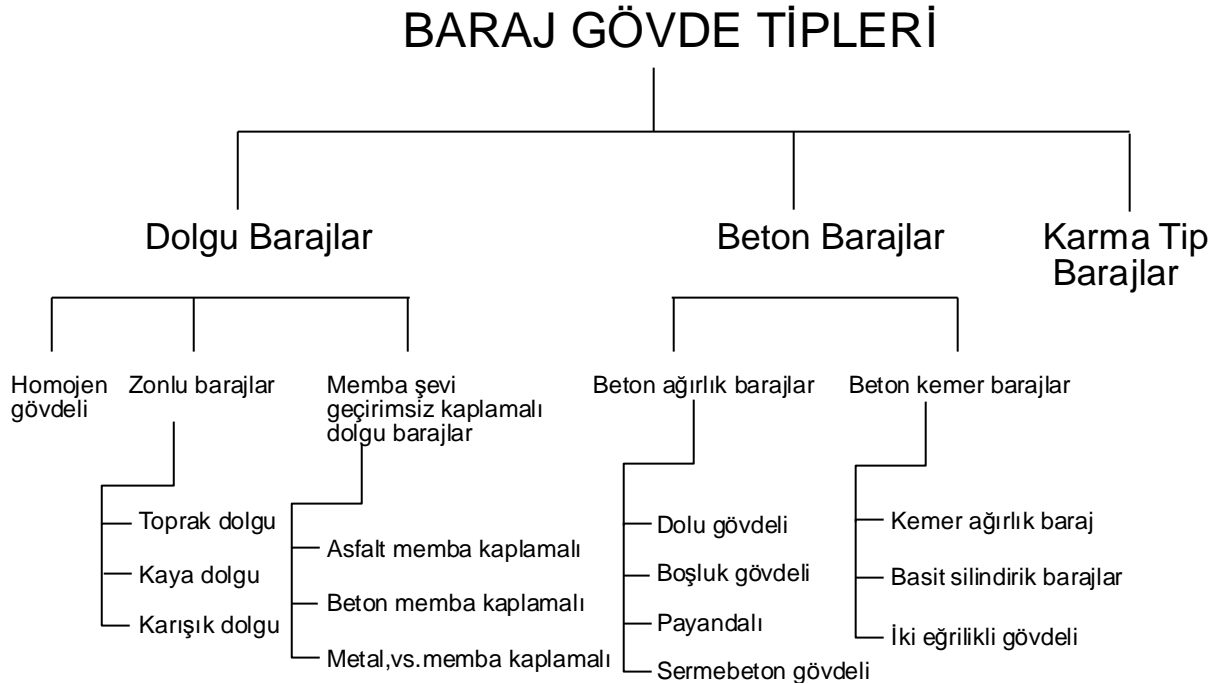 BARAJ GÖVDE TİPLERİ
Dolgu Barajlar
Beton Barajlar
Karma Tip
Barajlar
Homojen
gövdeli
Zonlu barajlar
Memba şevi
geçirimsiz kaplamalı
dolgu barajlar
Beton ağırlık barajlar
Beton kemer barajlar
Toprak dolgu
Kaya dolgu
Karışık dolgu
Asfalt memba kaplamalı
Beton memba kaplamalı
Metal,vs.memba kaplamalı
Dolu gövdeli
Boşluk gövdeli
Payandalı
Sermebeton gövdeli
Kemer ağırlık baraj
Basit silindirik barajlar
İki eğrilikli gövdeli